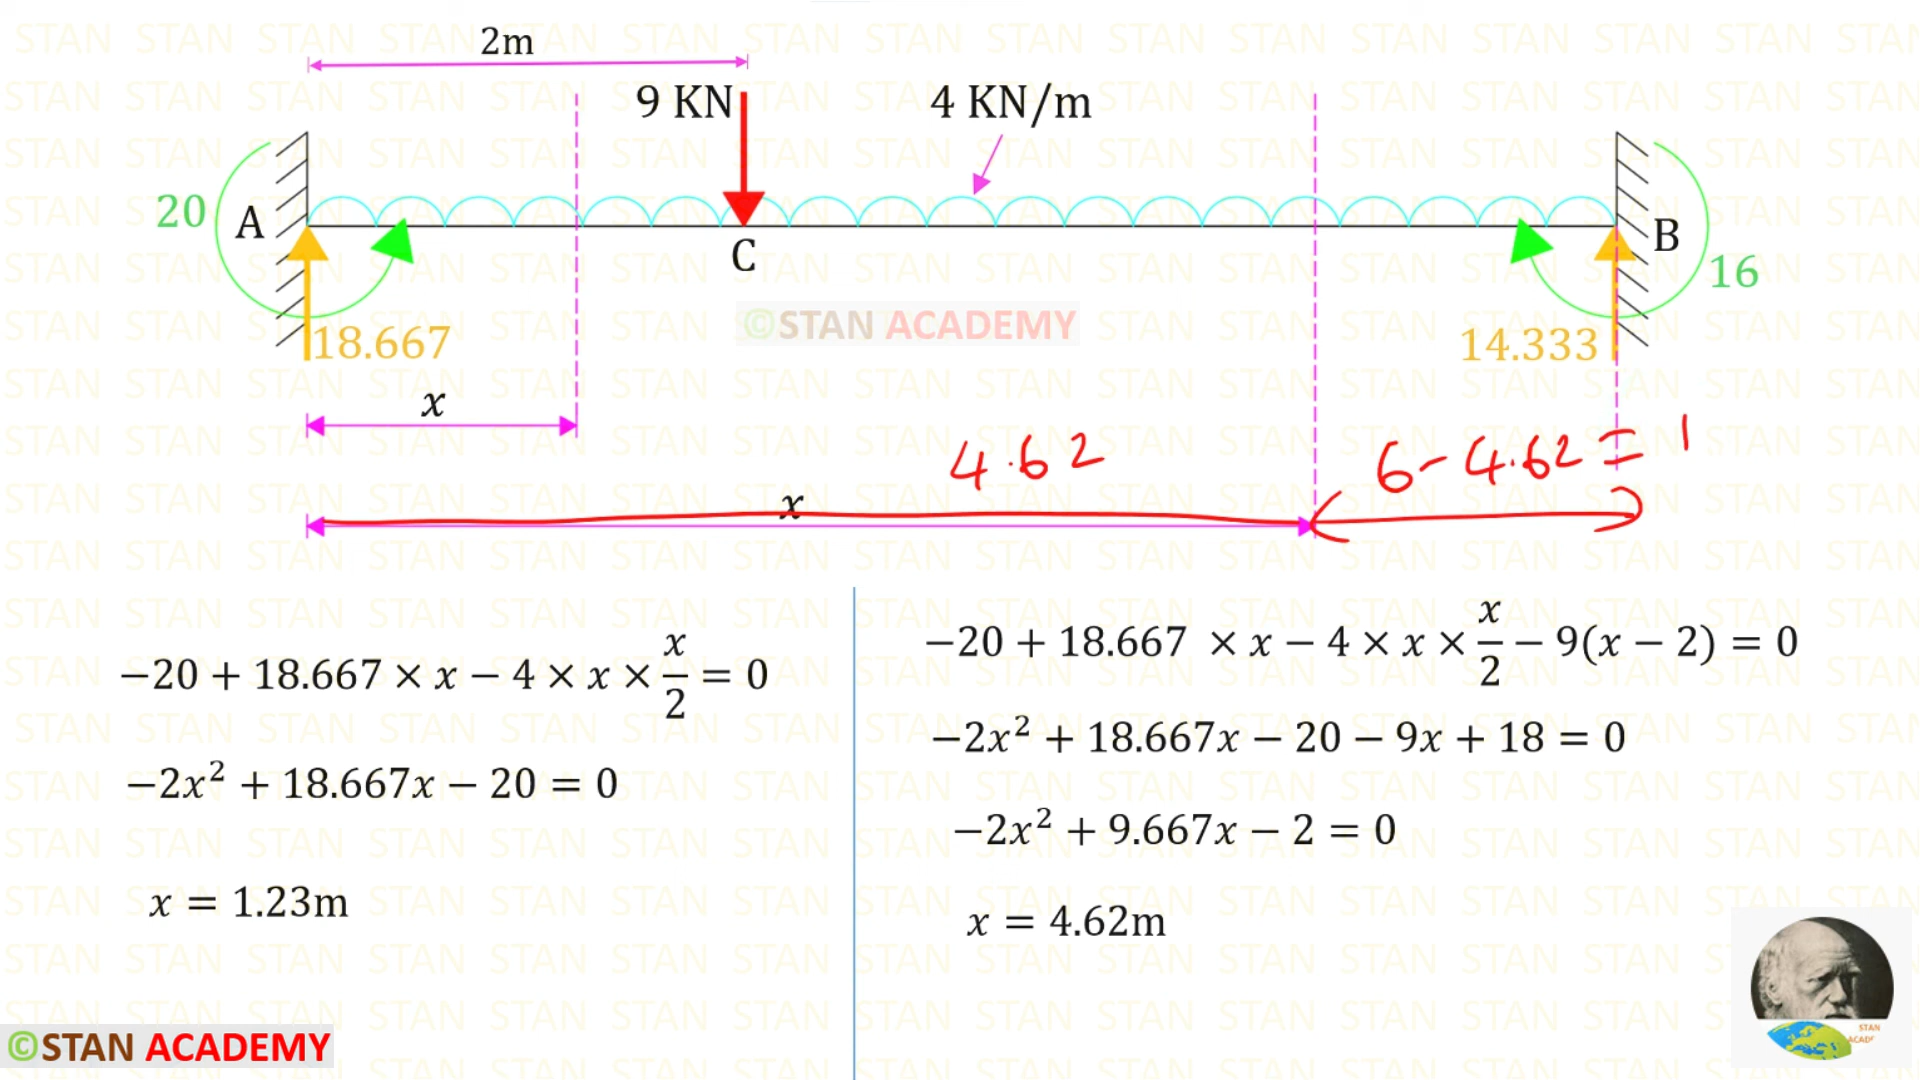 2m
9 KN
4 KN/m
20
A
B
C
16
©STAN ACADEMY
18.667
14.333
x
4.62
6-4.62=1
x
−20 + 18.667 × x − 4 × x × x/2 = 0
−2x² + 18.667x − 20 = 0
x = 1.23m
−20 + 18.667 × x − 4 × x × x/2 − 9(x − 2) = 0
−2x² + 18.667x − 20 − 9x + 18 = 0
−2x² + 9.667x − 2 = 0
x = 4.62m
©STAN ACADEMY
STAN